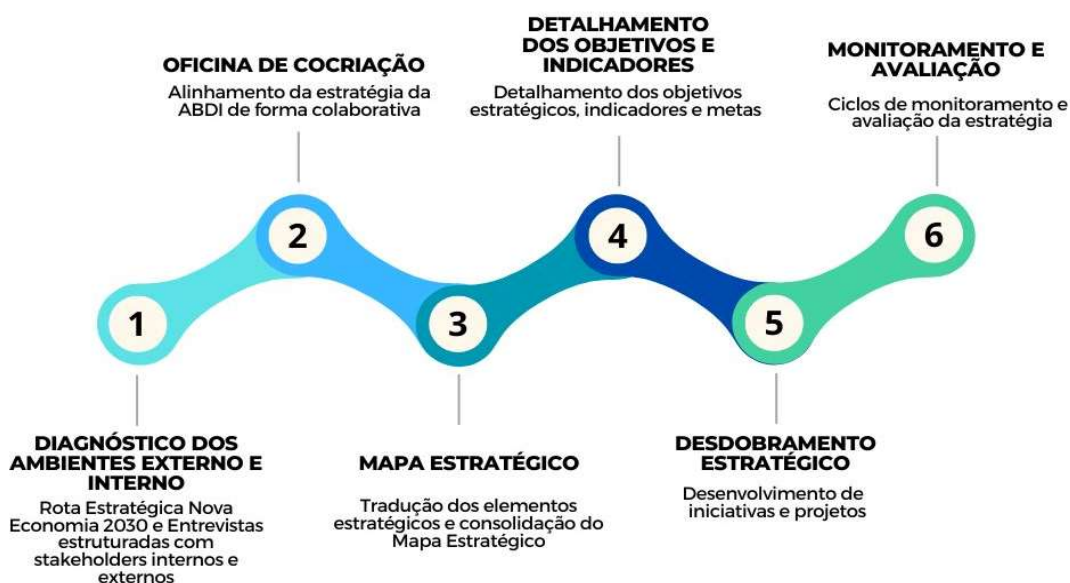 1
DIAGNÓSTICO DOS
AMBIENTES EXTERNO E
INTERNO
Rota Estratégica Nova
Economia 2030 e Entrevistas
estruturadas com
stakeholders internos e
externos
2
OFICINA DE COCRIAÇÃO
Alinhamento da estratégia da
ABDI de forma colaborativa
3
MAPA ESTRATÉGICO
Tradução dos elementos
estratégicos e consolidação do
Mapa Estratégico
4
DETALHAMENTO
DOS OBJETIVOS E
INDICADORES
Detalhamento dos objetivos
estratégicos, indicadores e metas
5
DESDOBRAMENTO
ESTRATÉGICO
Desenvolvimento de
iniciativas e projetos
6
MONITORAMENTO E
AVALIAÇÃO
Ciclos de monitoramento e
avaliação da estratégia